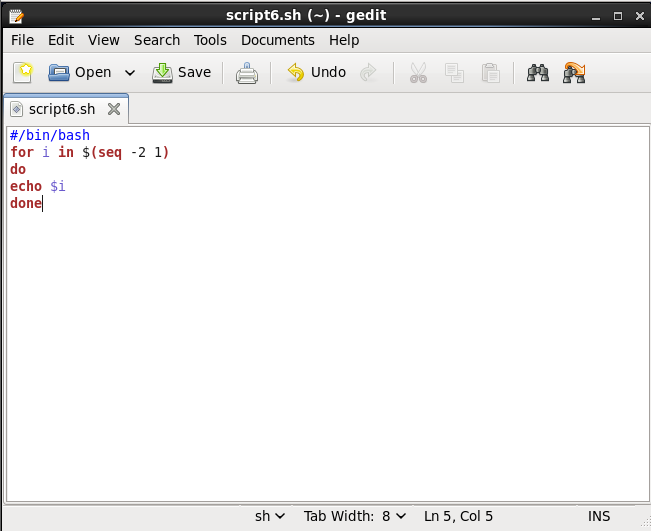 script6.sh (~) - gedit
File Edit View Search Tools Documents Help
Open Save Undo
script6.sh
#/bin/bash
for i in $(seq -2 1)
do
echo $i
done
sh Tab Width: 8 Ln 5, Col 5 INS